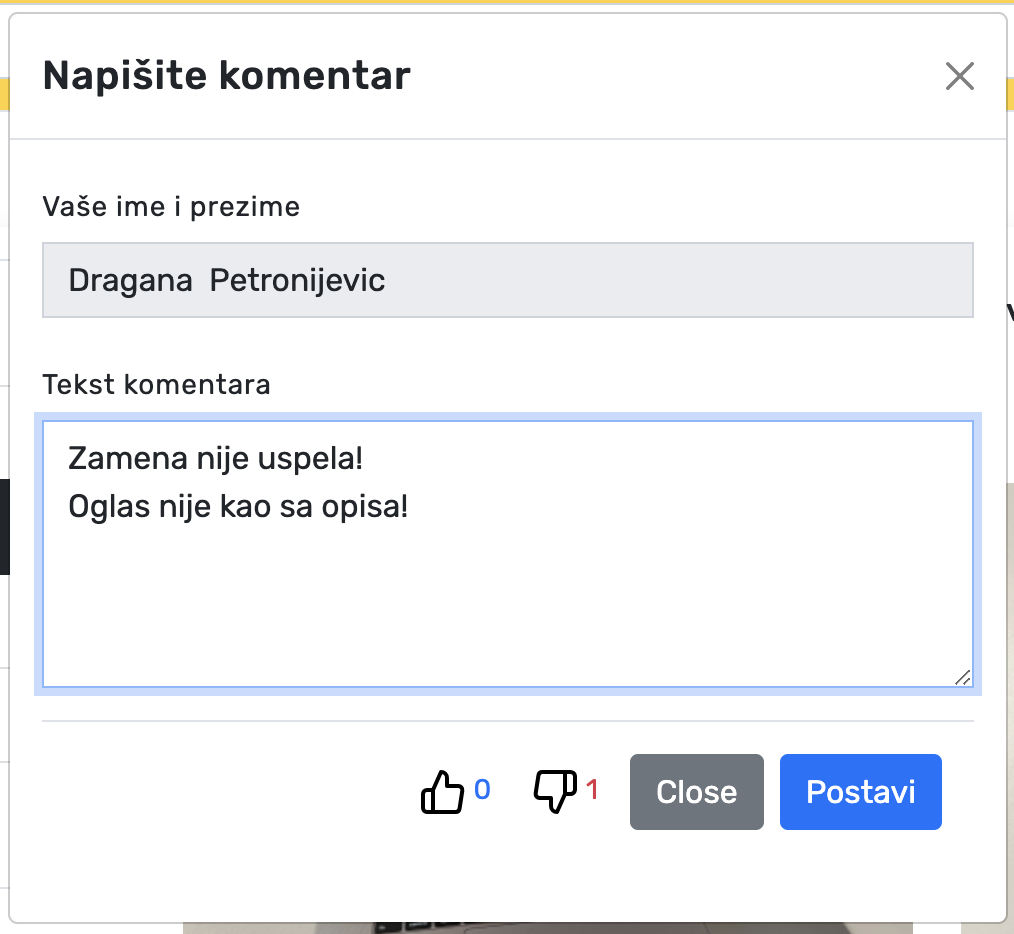 Napišite komentar
Vaše ime i prezime
Dragana  Petronijevic
Tekst komentara
Zamena nije uspela!
Oglas nije kao sa opisa!
0 1 Close Postavi